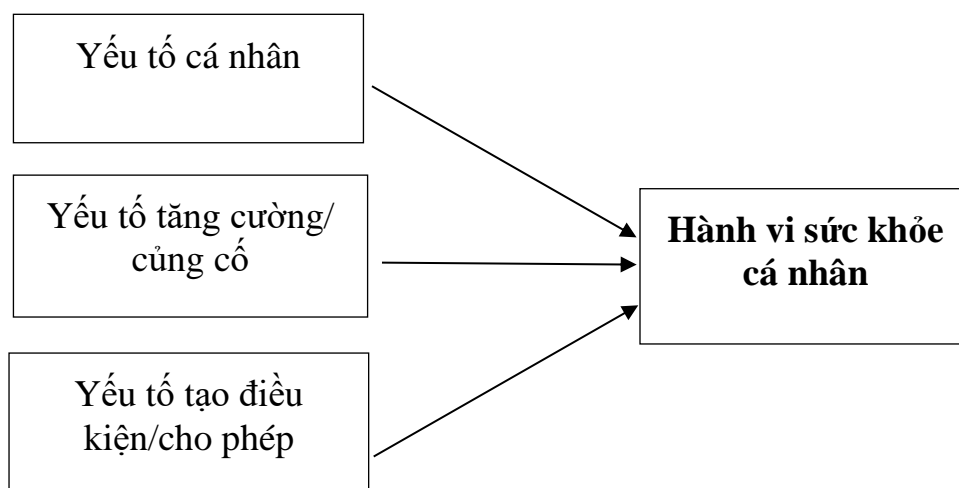 Yếu tố cá nhân
Yếu tố tăng cường/
củng cố
Yếu tố tạo điều
kiện/cho phép
Hành vi sức khỏe
cá nhân